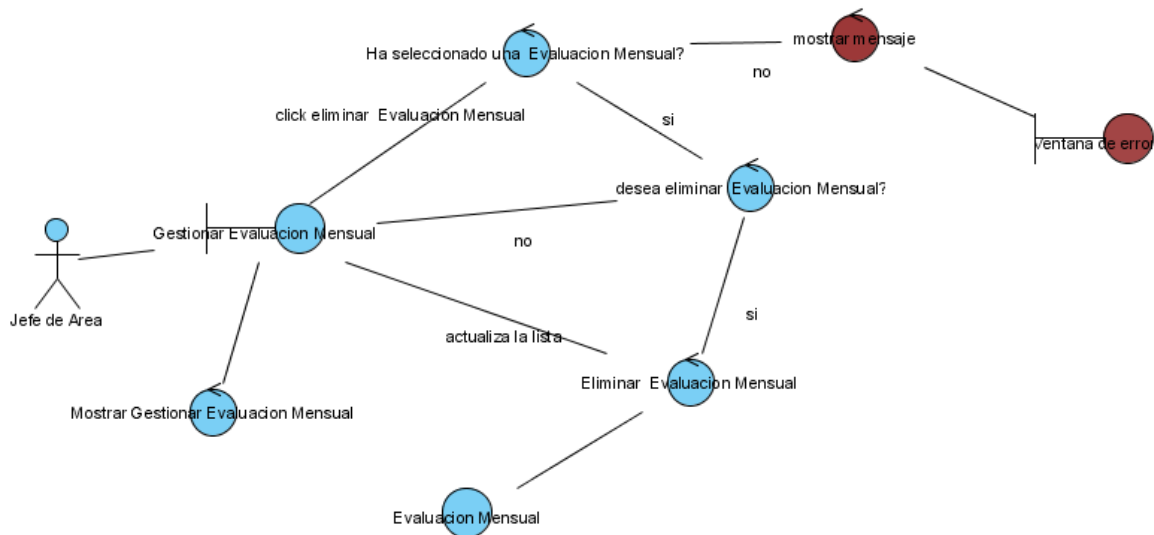 Ha seleccionado una Evaluacion Mensual?
mostrar mensaje
no
click eliminar Evaluacion Mensual
si
Ventana de error
desea eliminar Evaluacion Mensual?
Gestionar Evaluacion Mensual
no
Jefe de Area
si
actualiza la lista
Eliminar Evaluacion Mensual
Mostrar Gestionar Evaluacion Mensual
Evaluacion Mensual